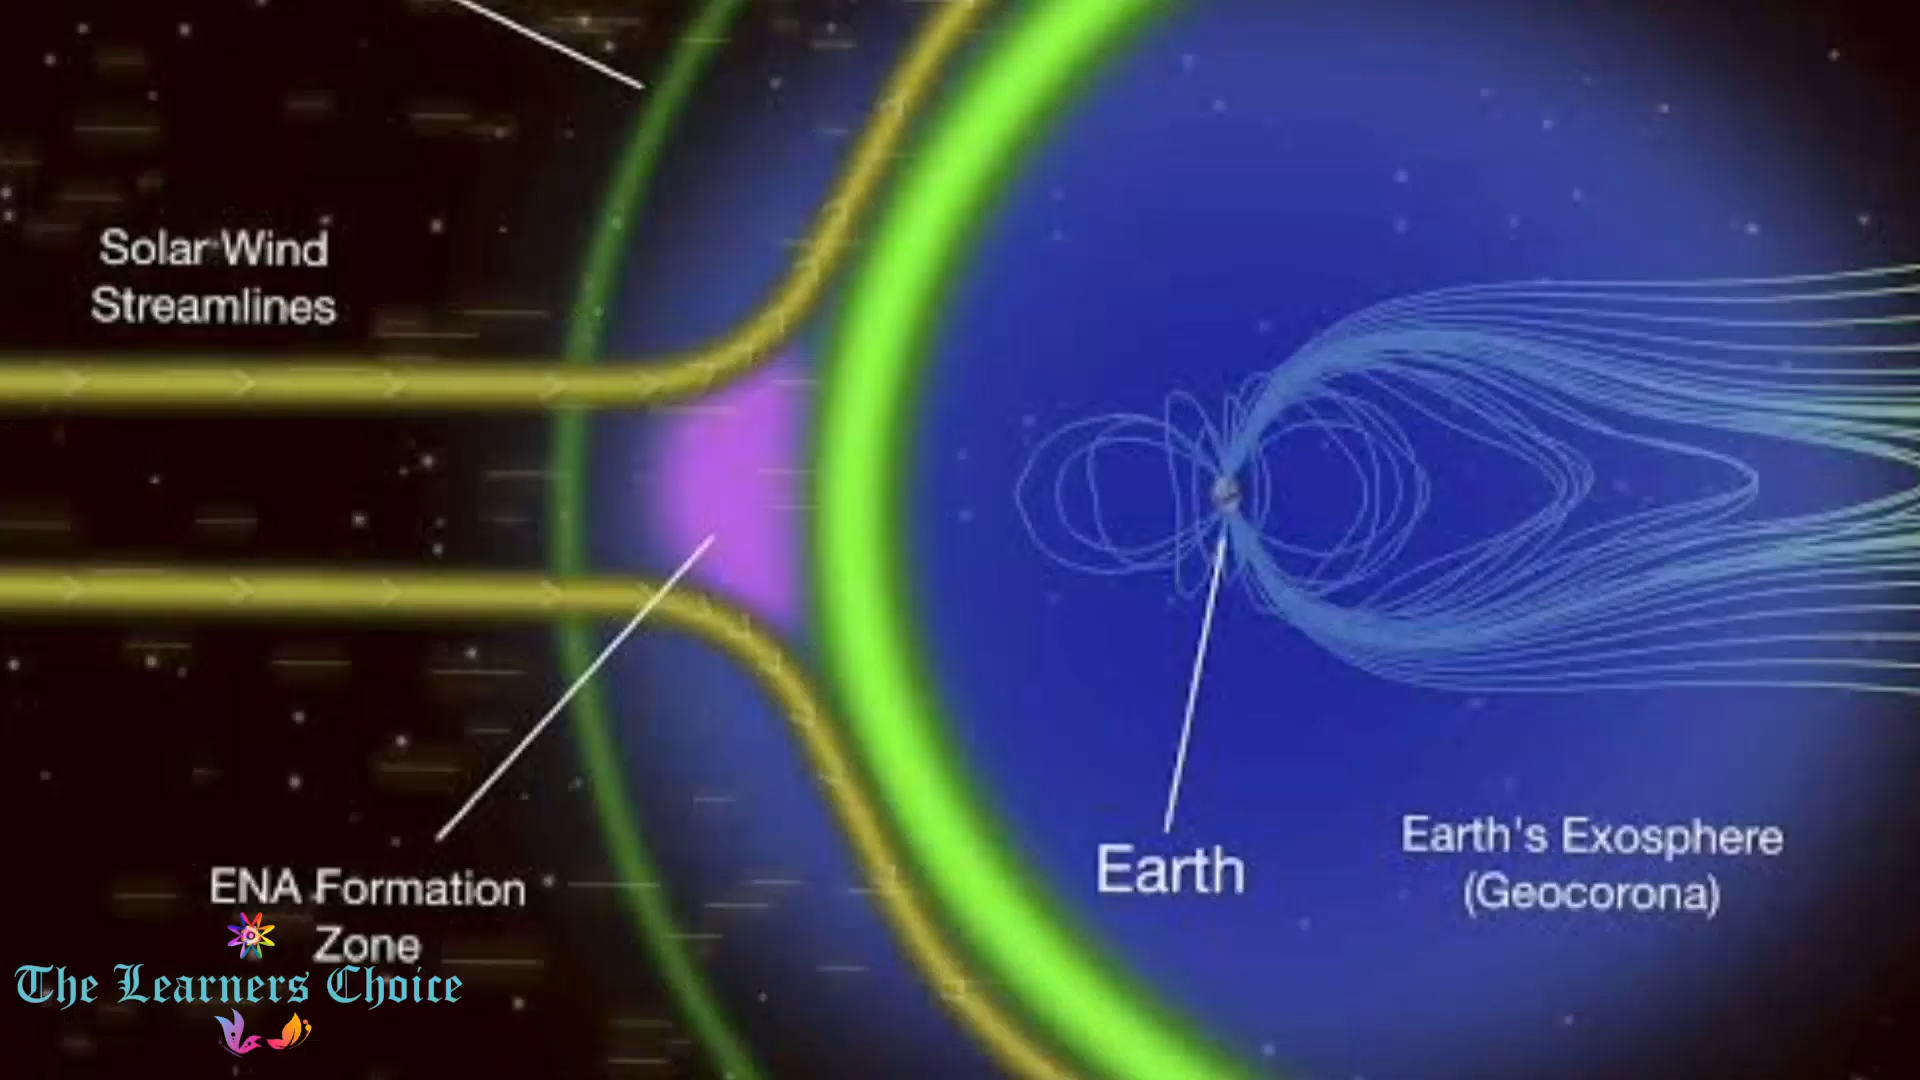 Solar Wind
Streamlines
Earth
Earth's Exosphere
(Geocorona)
ENA Formation
Zone
The Learners Choice